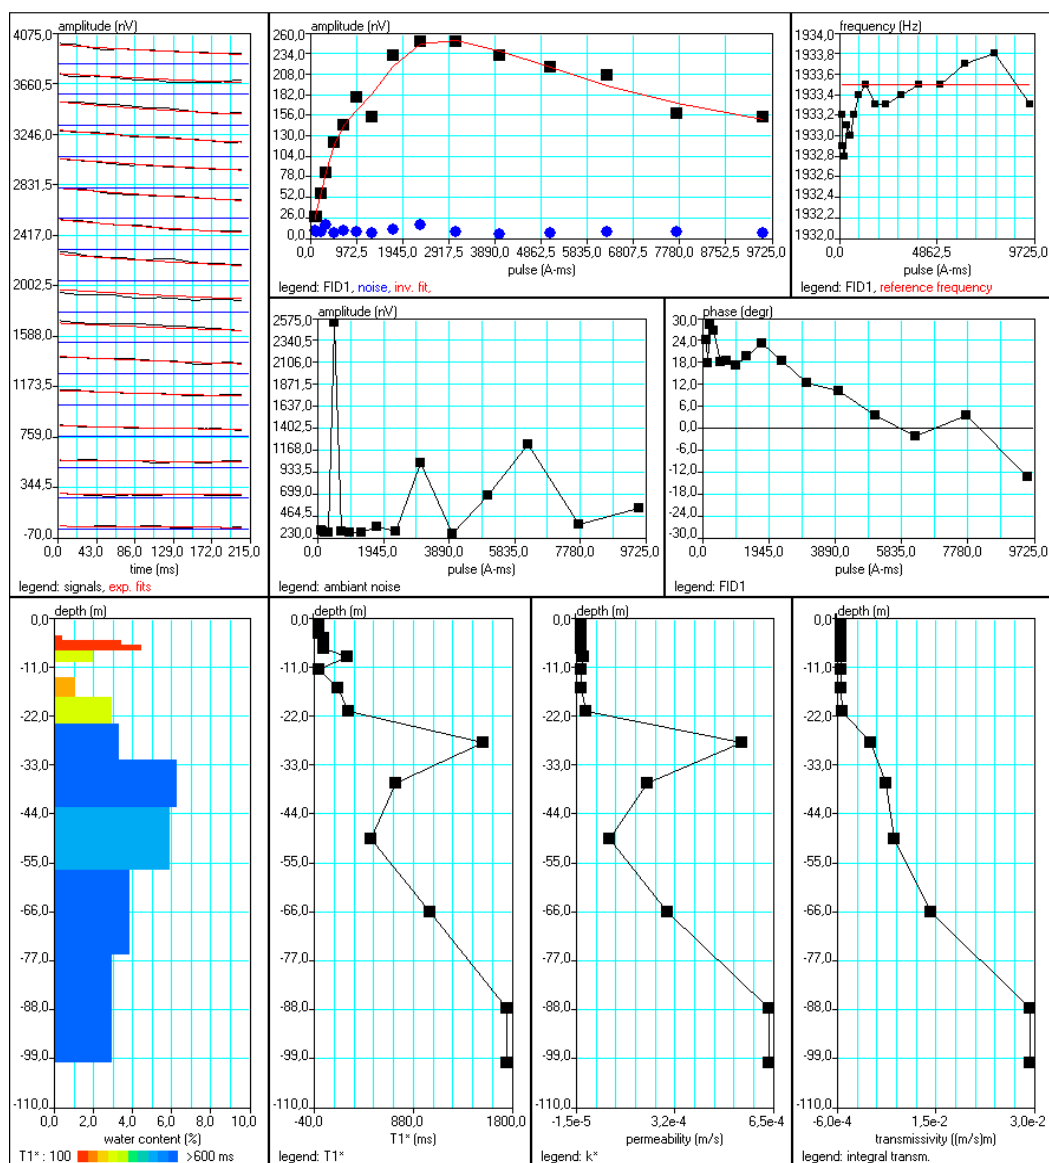 amplitude (nV)
4075,0
3660,5
3246,0
2831,5
2417,0
2002,5
1588,0
1173,5
759,0
344,5
-70,0
0,0 43,0 86,0 129,0 172,0 215,0
time (ms)
legend: signals, exp. fits
amplitude (nV)
260,0
234,0
208,0
182,0
156,0
130,0
104,0
78,0
52,0
26,0
0,0
0,0 972,5 1945,0 2917,5 3890,0 4862,5 5835,0 6807,5 7780,0 8752,5 9725,0
pulse (A-ms)
legend: FID1, noise, inv. fit,
frequency (Hz)
1934,0
1933,8
1933,6
1933,4
1933,2
1933,0
1932,8
1932,6
1932,4
1932,2
1932,0
0,0 4862,5 9725,0
pulse (A-ms)
legend: FID1, reference frequency
amplitude (nV)
2575,0
2340,5
2106,0
1871,5
1637,0
1402,5
1168,0
933,5
699,0
464,5
230,0
0,0 1945,0 3890,0 5835,0 7780,0 9725,0
pulse (A-ms)
legend: ambiant noise
phase (degr)
30,0
24,0
18,0
12,0
6,0
0,0
-6,0
-12,0
-18,0
-24,0
-30,0
0,0 1945,0 3890,0 5835,0 7780,0 9725,0
pulse (A-ms)
legend: FID1
depth (m)
0,0
-11,0
-22,0
-33,0
-44,0
-55,0
-66,0
-77,0
-88,0
-99,0
-110,0
0,0 2,0 4,0 6,0 8,0 10,0
water content (%)
T1* : 100 >600 ms
depth (m)
0,0
-11,0
-22,0
-33,0
-44,0
-55,0
-66,0
-77,0
-88,0
-99,0
-110,0
-40,0 880,0 1800,0
T1* (ms)
legend: T1*
depth (m)
0,0
-11,0
-22,0
-33,0
-44,0
-55,0
-66,0
-77,0
-88,0
-99,0
-110,0
-1,5e-5 3,2e-4 6,5e-4
permeability (m/s)
legend: k*
depth (m)
0,0
-11,0
-22,0
-33,0
-44,0
-55,0
-66,0
-77,0
-88,0
-99,0
-110,0
-6,0e-4 1,5e-2 3,0e-2
transmissivity ((m/s)m)
legend: integral transm.